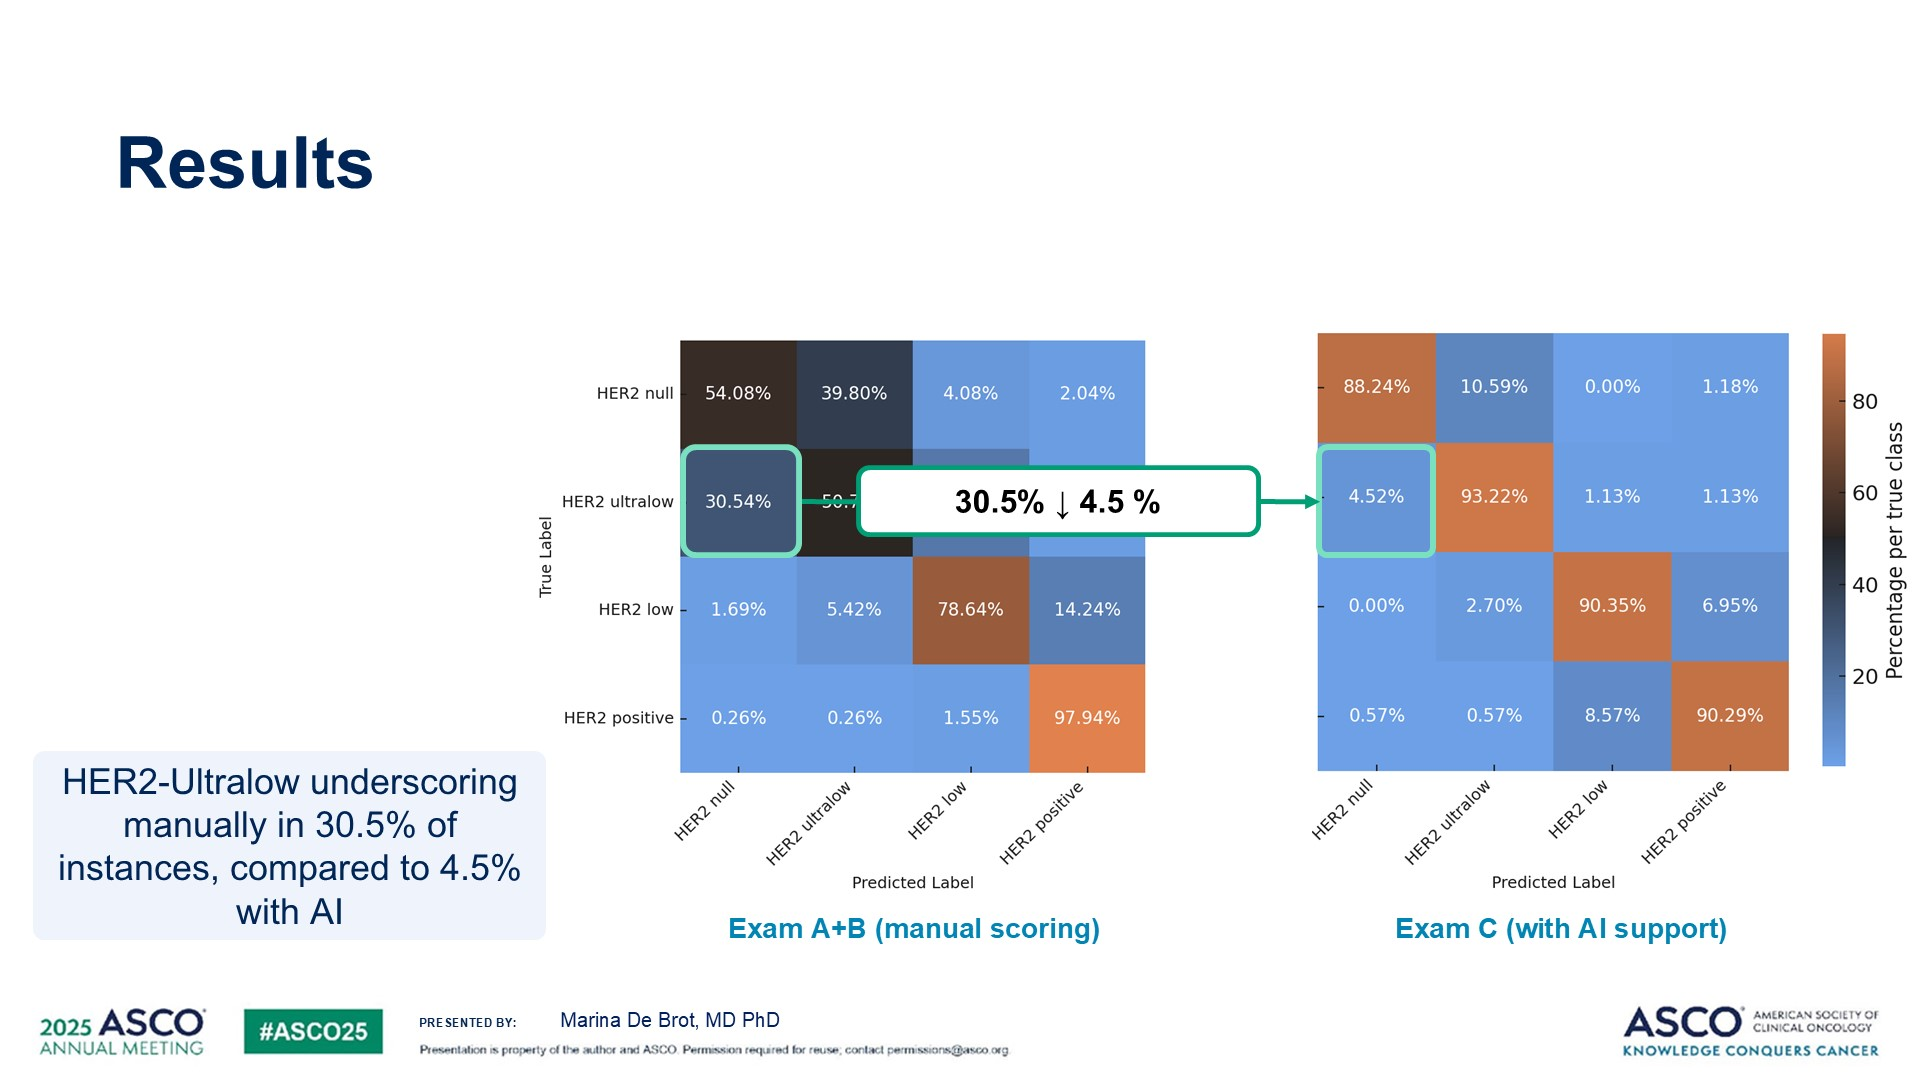 Results
HER2 null
54.08%
39.80%
4.08%
2.04%
HER2 ultralow
30.54%
30.5% ↓ 4.5 %
HER2 low
1.69%
5.42%
78.64%
14.24%
HER2 positive
0.26%
0.26%
1.55%
97.94%
True Label
HER2 null
HER2 ultralow
HER2 low
HER2 positive
Predicted Label
Exam A+B (manual scoring)
88.24%
10.59%
0.00%
1.18%
4.52%
93.22%
1.13%
1.13%
0.00%
2.70%
90.35%
6.95%
0.57%
0.57%
8.57%
90.29%
HER2 null
HER2 ultralow
HER2 low
HER2 positive
Predicted Label
Exam C (with AI support)
80
60
40
20
Percentage per true class
HER2-Ultralow underscoring
manually in 30.5% of
instances, compared to 4.5%
with AI
2025 ASCO
ANNUAL MEETING
#ASCO25
PRESENTED BY: Marina De Brot, MD PhD
Presentation is property of the author and ASCO. Permission required for reuse; contact permissions@asco.org.
ASCO AMERICAN SOCIETY OF
CLINICAL ONCOLOGY
KNOWLEDGE CONQUERS CANCER